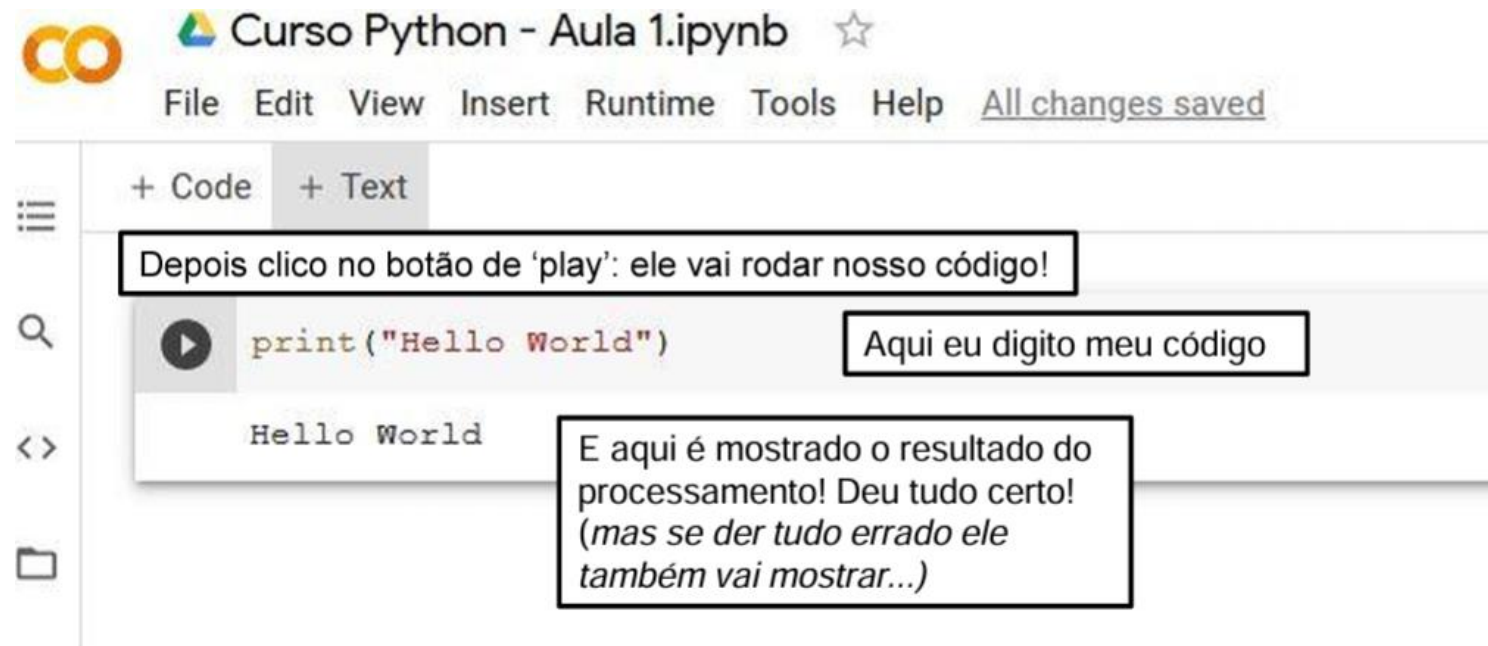 Curso Python - Aula 1.ipynb
File Edit View Insert Runtime Tools Help All changes saved
+ Code + Text
Depois clico no botão de ‘play’: ele vai rodar nosso código!
print("Hello World")
Aqui eu digito meu código
Hello World
E aqui é mostrado o resultado do
processamento! Deu tudo certo!
(mas se der tudo errado ele
também vai mostrar...)